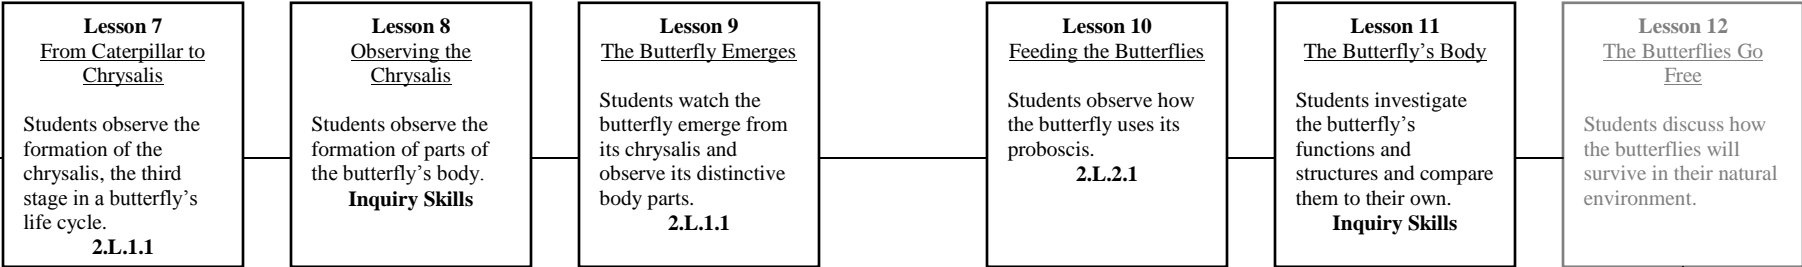 Lesson 7
From Caterpillar to
Chrysalis
Students observe the
formation of the
chrysalis, the third
stage in a butterfly's
life cycle.
2.L.1.1
Lesson 8
Observing the
Chrysalis
Students observe the
formation of parts of
the butterfly's body.
Inquiry Skills
Lesson 9
The Butterfly Emerges
Students watch the
butterfly emerge from
its chrysalis and
observe its distinctive
body parts.
2.L.1.1
Lesson 10
Feeding the Butterflies
Students observe how
the butterfly uses its
proboscis.
2.L.2.1
Lesson 11
The Butterfly's Body
Students investigate
the butterfly's
functions and
structures and compare
them to their own.
Inquiry Skills
Lesson 12
The Butterflies Go
Free
Students discuss how
the butterflies will
survive in their natural
environment.